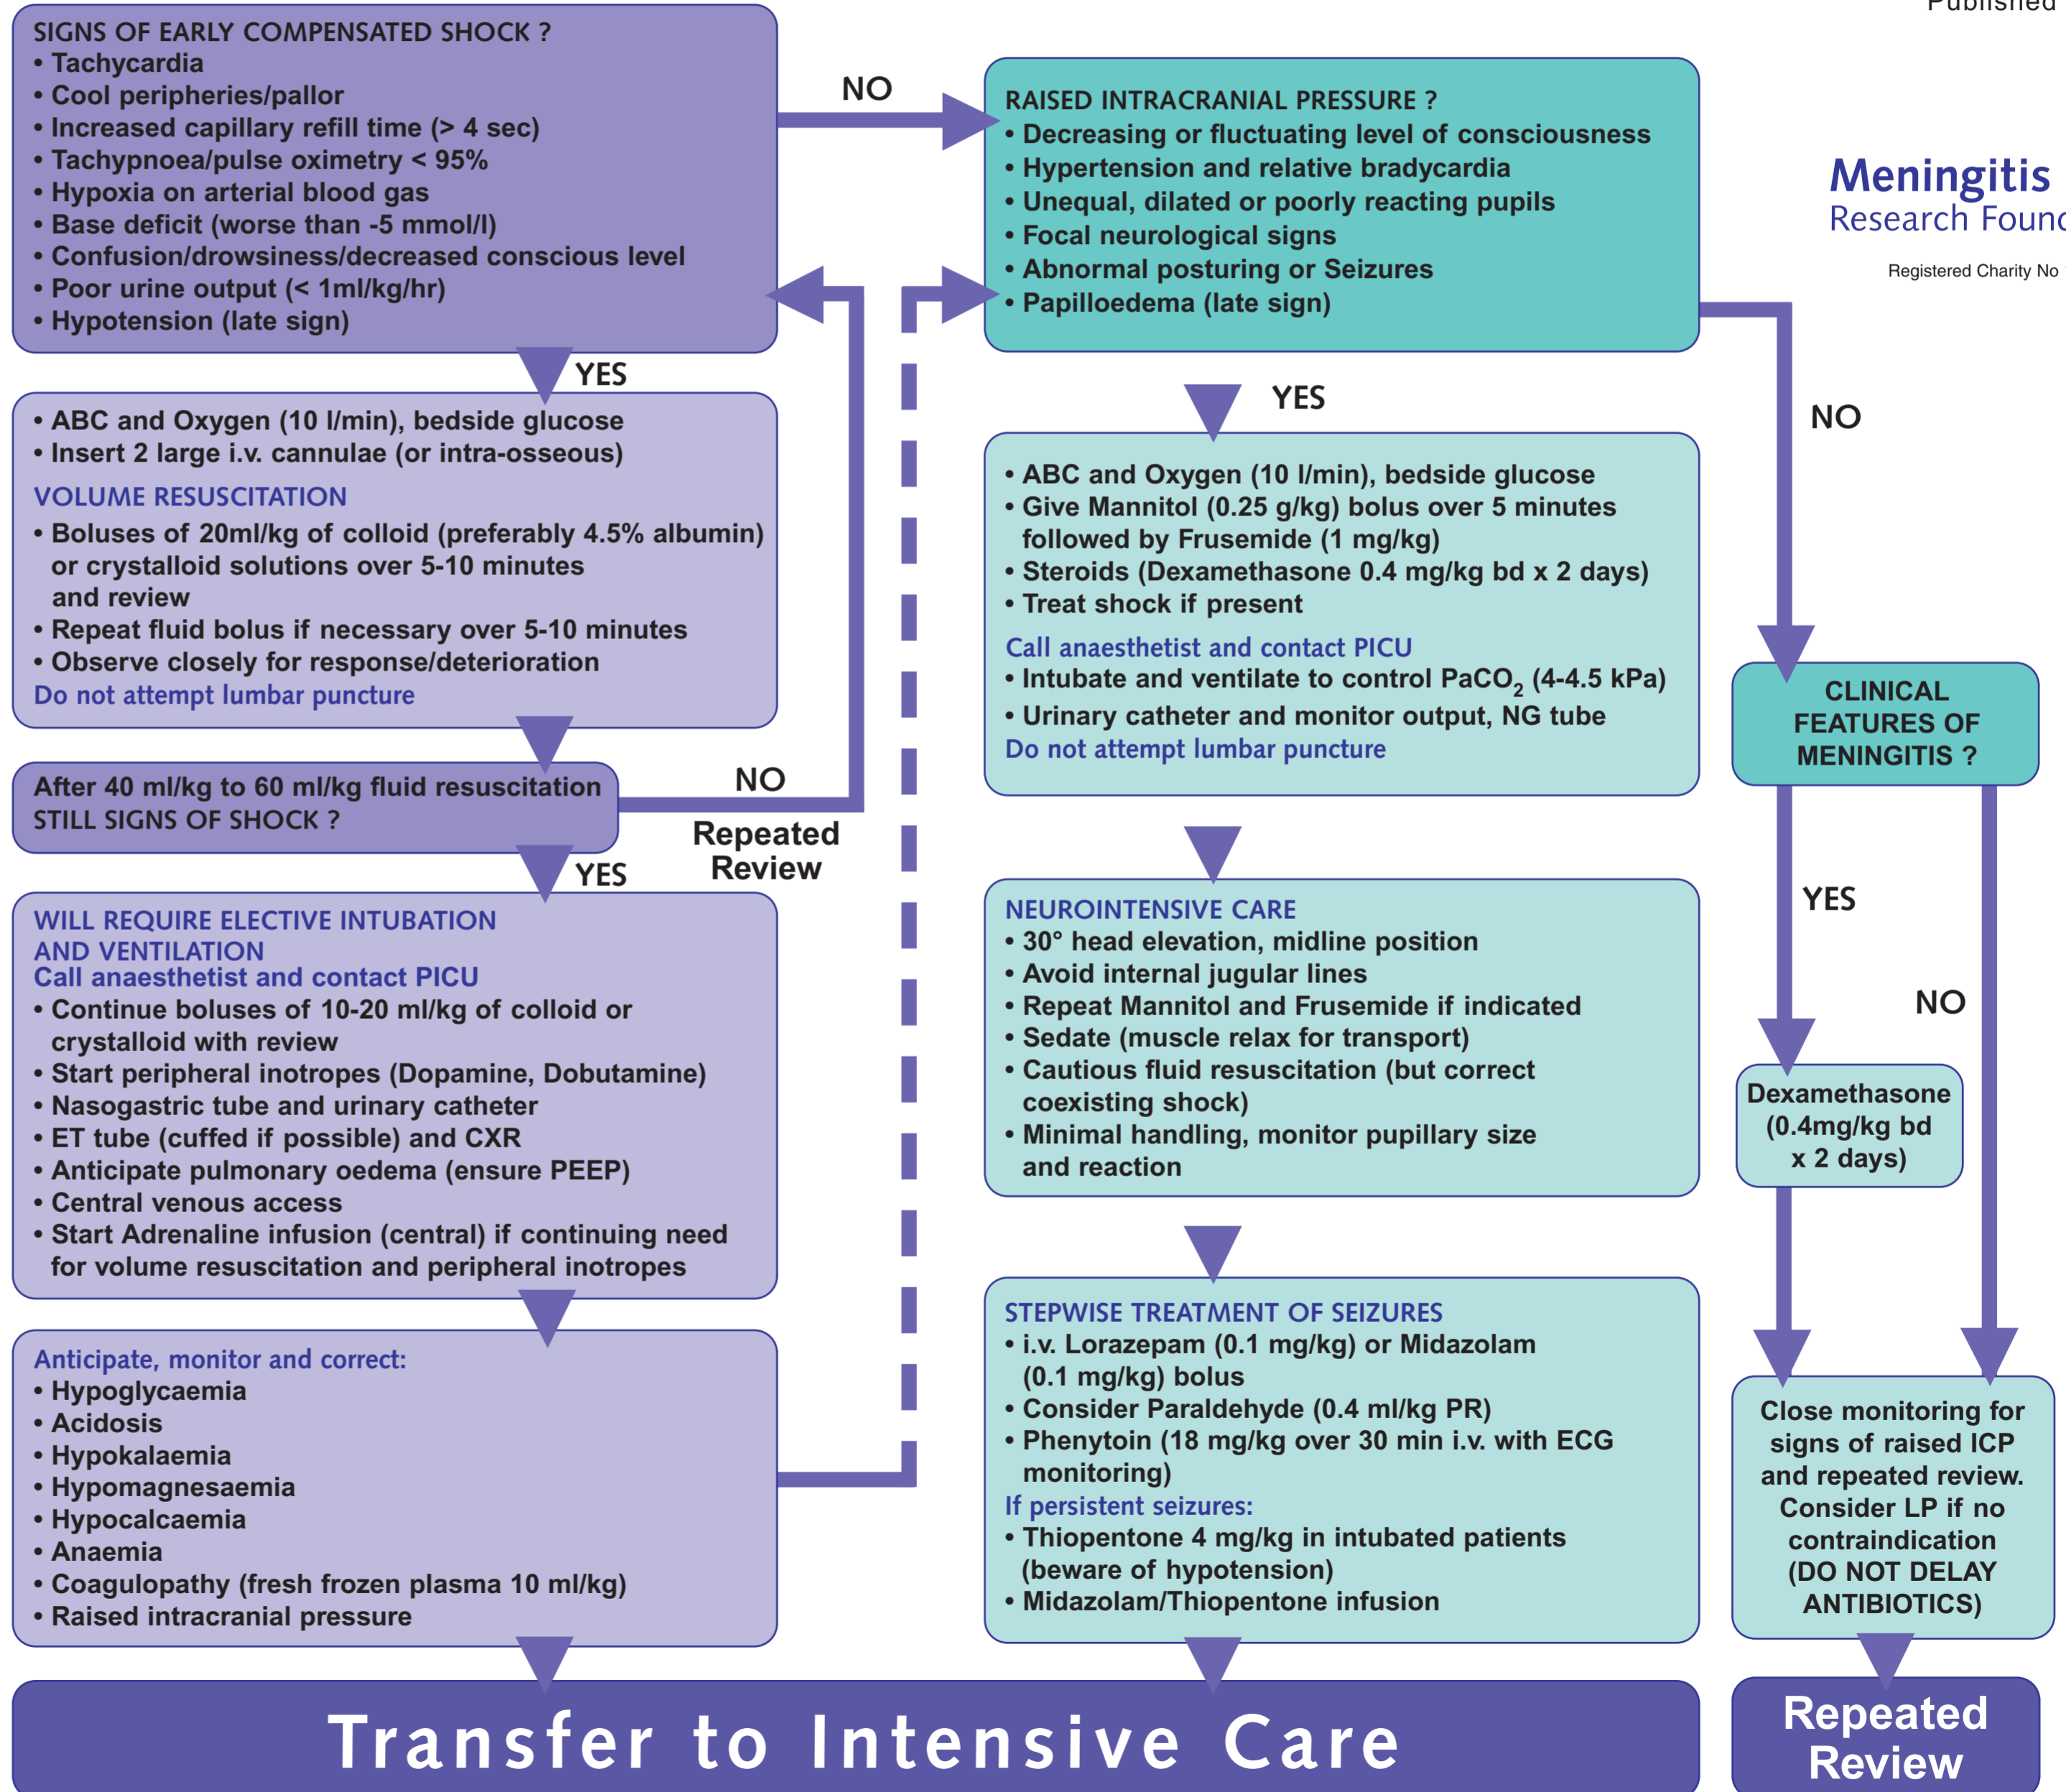 Published
SIGNS OF EARLY COMPENSATED SHOCK ?
• Tachycardia
• Cool peripheries/pallor
• Increased capillary refill time (> 4 sec)
• Tachypnoea/pulse oximetry < 95%
• Hypoxia on arterial blood gas
• Base deficit (worse than -5 mmol/l)
• Confusion/drowsiness/decreased conscious level
• Poor urine output (< 1ml/kg/hr)
• Hypotension (late sign)
YES
• ABC and Oxygen (10 l/min), bedside glucose
• Insert 2 large i.v. cannulae (or intra-osseous)
VOLUME RESUSCITATION
• Boluses of 20ml/kg of colloid (preferably 4.5% albumin)
or crystalloid solutions over 5-10 minutes
and review
• Repeat fluid bolus if necessary over 5-10 minutes
• Observe closely for response/deterioration
Do not attempt lumbar puncture
After 40 ml/kg to 60 ml/kg fluid resuscitation
STILL SIGNS OF SHOCK ?
NO
Repeated
Review
YES
WILL REQUIRE ELECTIVE INTUBATION
AND VENTILATION
Call anaesthetist and contact PICU
• Continue boluses of 10-20 ml/kg of colloid or
crystalloid with review
• Start peripheral inotropes (Dopamine, Dobutamine)
• Nasogastric tube and urinary catheter
• ET tube (cuffed if possible) and CXR
• Anticipate pulmonary oedema (ensure PEEP)
• Central venous access
• Start Adrenaline infusion (central) if continuing need
for volume resuscitation and peripheral inotropes
Anticipate, monitor and correct:
• Hypoglycaemia
• Acidosis
• Hypokalaemia
• Hypomagnesaemia
• Hypocalcaemia
• Anaemia
• Coagulopathy (fresh frozen plasma 10 ml/kg)
• Raised intracranial pressure
NO
RAISED INTRACRANIAL PRESSURE ?
• Decreasing or fluctuating level of consciousness
• Hypertension and relative bradycardia
• Unequal, dilated or poorly reacting pupils
• Focal neurological signs
• Abnormal posturing or Seizures
• Papilloedema (late sign)
YES
• ABC and Oxygen (10 l/min), bedside glucose
• Give Mannitol (0.25 g/kg) bolus over 5 minutes
followed by Frusemide (1 mg/kg)
• Steroids (Dexamethasone 0.4 mg/kg bd x 2 days)
• Treat shock if present
Call anaesthetist and contact PICU
• Intubate and ventilate to control PaCO2 (4-4.5 kPa)
• Urinary catheter and monitor output, NG tube
Do not attempt lumbar puncture
NEUROINTENSIVE CARE
• 30° head elevation, midline position
• Avoid internal jugular lines
• Repeat Mannitol and Frusemide if indicated
• Sedate (muscle relax for transport)
• Cautious fluid resuscitation (but correct
coexisting shock)
• Minimal handling, monitor pupillary size
and reaction
STEPWISE TREATMENT OF SEIZURES
• i.v. Lorazepam (0.1 mg/kg) or Midazolam
(0.1 mg/kg) bolus
• Consider Paraldehyde (0.4 ml/kg PR)
• Phenytoin (18 mg/kg over 30 min i.v. with ECG
monitoring)
If persistent seizures:
• Thiopentone 4 mg/kg in intubated patients
(beware of hypotension)
• Midazolam/Thiopentone infusion
Transfer to Intensive Care
Meningitis
Research Found
Registered Charity No
NO
CLINICAL
FEATURES OF
MENINGITIS ?
YES
NO
Dexamethasone
(0.4mg/kg bd
x 2 days)
Close monitoring for
signs of raised ICP
and repeated review.
Consider LP if no
contraindication
(DO NOT DELAY
ANTIBIOTICS)
Repeated
Review